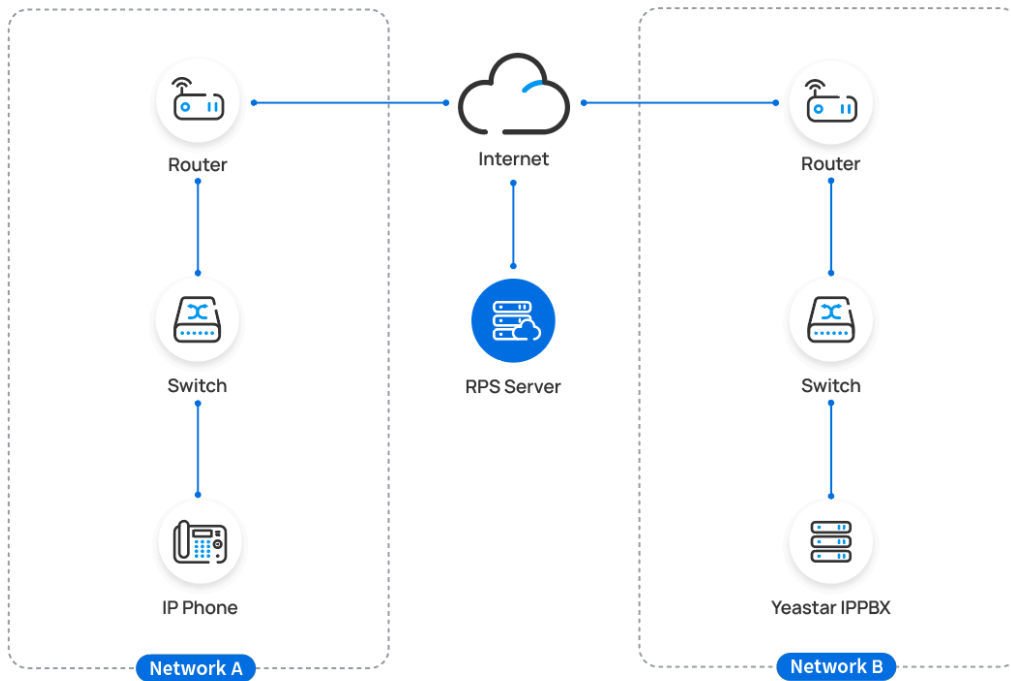 Router
Internet
Router
Switch
RPS Server
Switch
IP Phone
Yeastar IPPBX
Network A
Network B